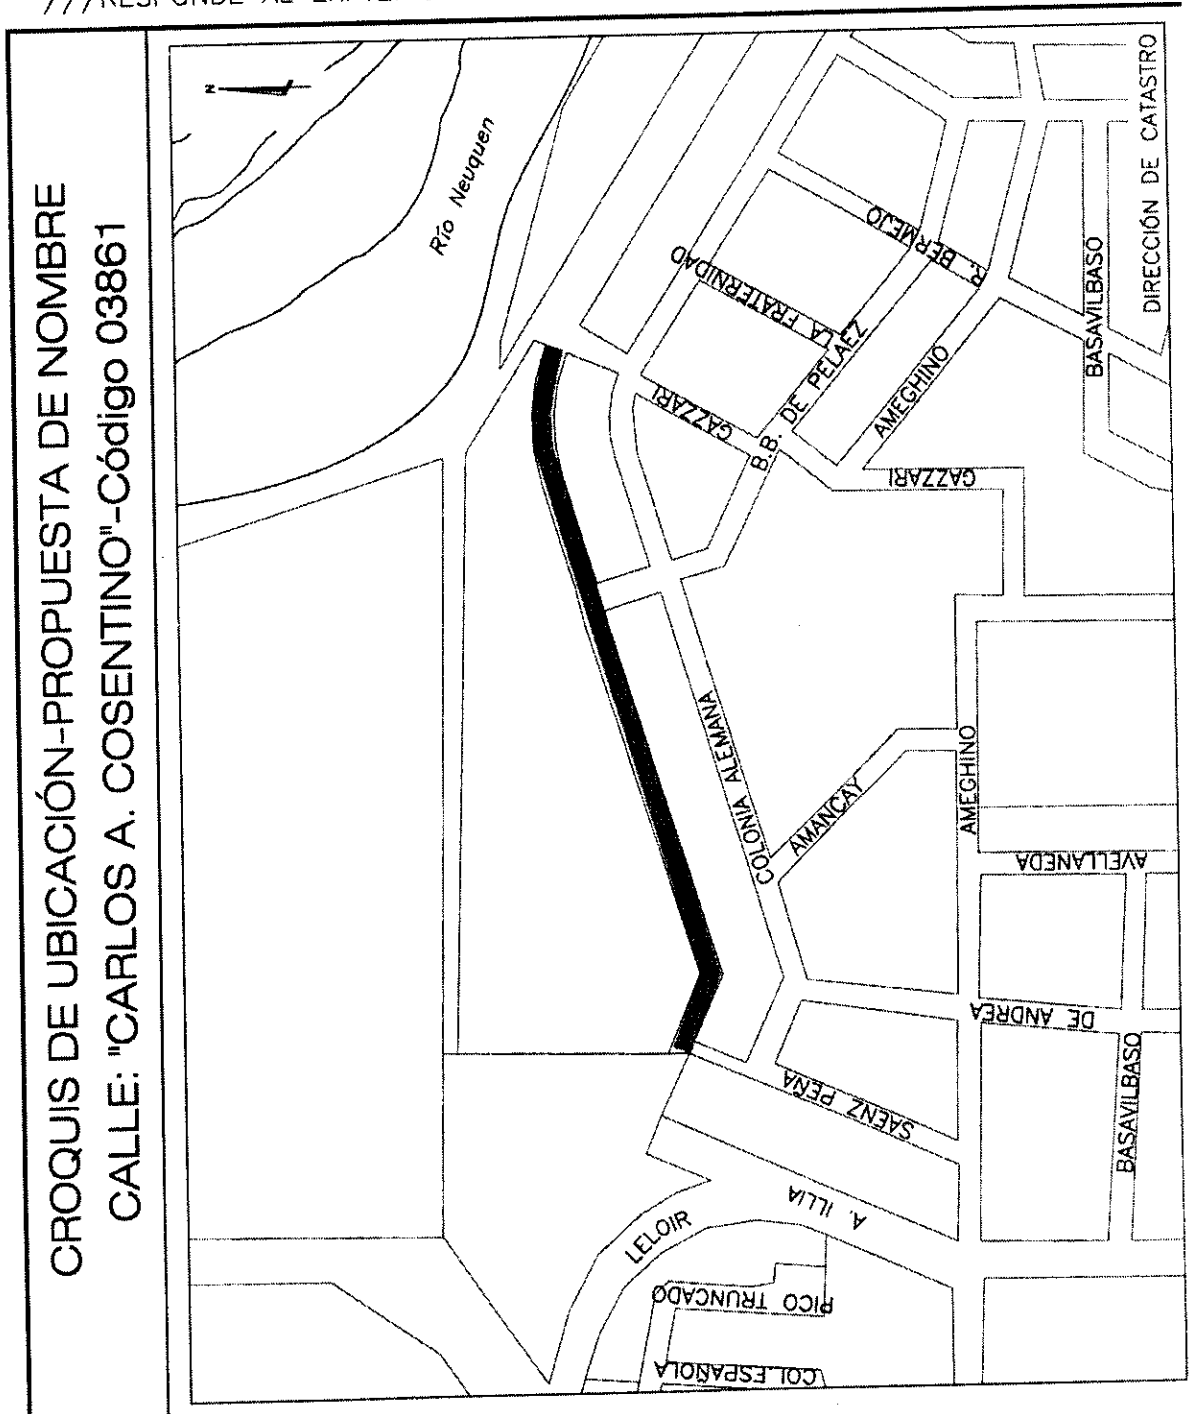 CROQUIS DE UBICACIÓN-PROPUESTA DE NOMBRE
CALLE: "CARLOS A. COSENTINO"-Código 03861
N
Río Neuquen
LA FRATERNIDAD
R. BERMEJO
GAZZARI
B.B. DE PELAEZ
AMEGHINO
BASAVILBASO
GAZZARI
COLONIA ALEMANA
AMANCAY
AMEGHINO
AVELLANEDA
DE ANDREA
BASAVILBASO
SAENZ PEÑA
A. ILLIA
LELOIR
PICO TRUNCADO
COL.ESPAÑOLA
DIRECCIÓN DE CATASTRO